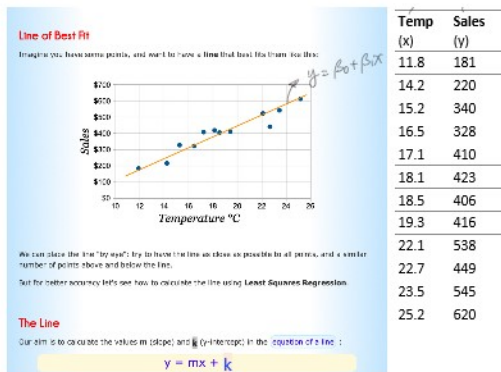 Line of Best Fit
Imagine you have some points, and want to have a line that best fits them like this:
y = β₀ + β₁x
$700
$600
$500
$400
$300
$200
$100
$0
Sales
10 12 14 16 18 20 22 24 26
Temperature °C
We can place the line "by eye": try to have the line as close as possible to all points, and a similar
number of points above and below the line.
But for better accuracy let's see how to calculate the line using Least Squares Regression
The Line
Our aim is to calculate the values m (slope) and k (y-intercept) in the equation of a line :
y = mx + k
Temp Sales
(x) (y)
11.8 181
14.2 220
15.2 340
16.5 328
17.1 410
18.1 423
18.5 406
19.3 416
22.1 538
22.7 449
23.5 545
25.2 620